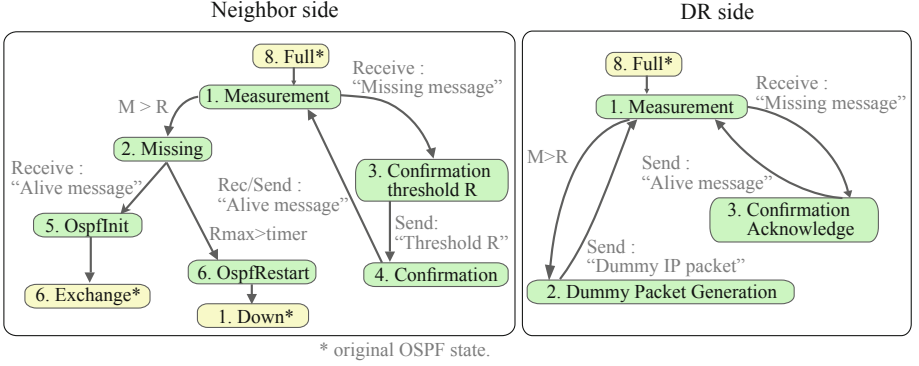 Neighbor side
8. Full*
1. Measurement
Receive :
“Missing message”
M > R
2. Missing
Receive :
“Alive message”
Rec/Send :
“Alive message”
Rmax>timer
3. Confirmation
threshold R
Send:
“Threshold R”
4. Confirmation
5. OspfInit
6. OspfRestart
6. Exchange*
1. Down*
DR side
8. Full*
1. Measurement
Receive :
“Missing message”
M>R
Send :
“Alive message”
3. Confirmation
Acknowledge
Send :
“Dummy IP packet”
2. Dummy Packet Generation
* original OSPF state.